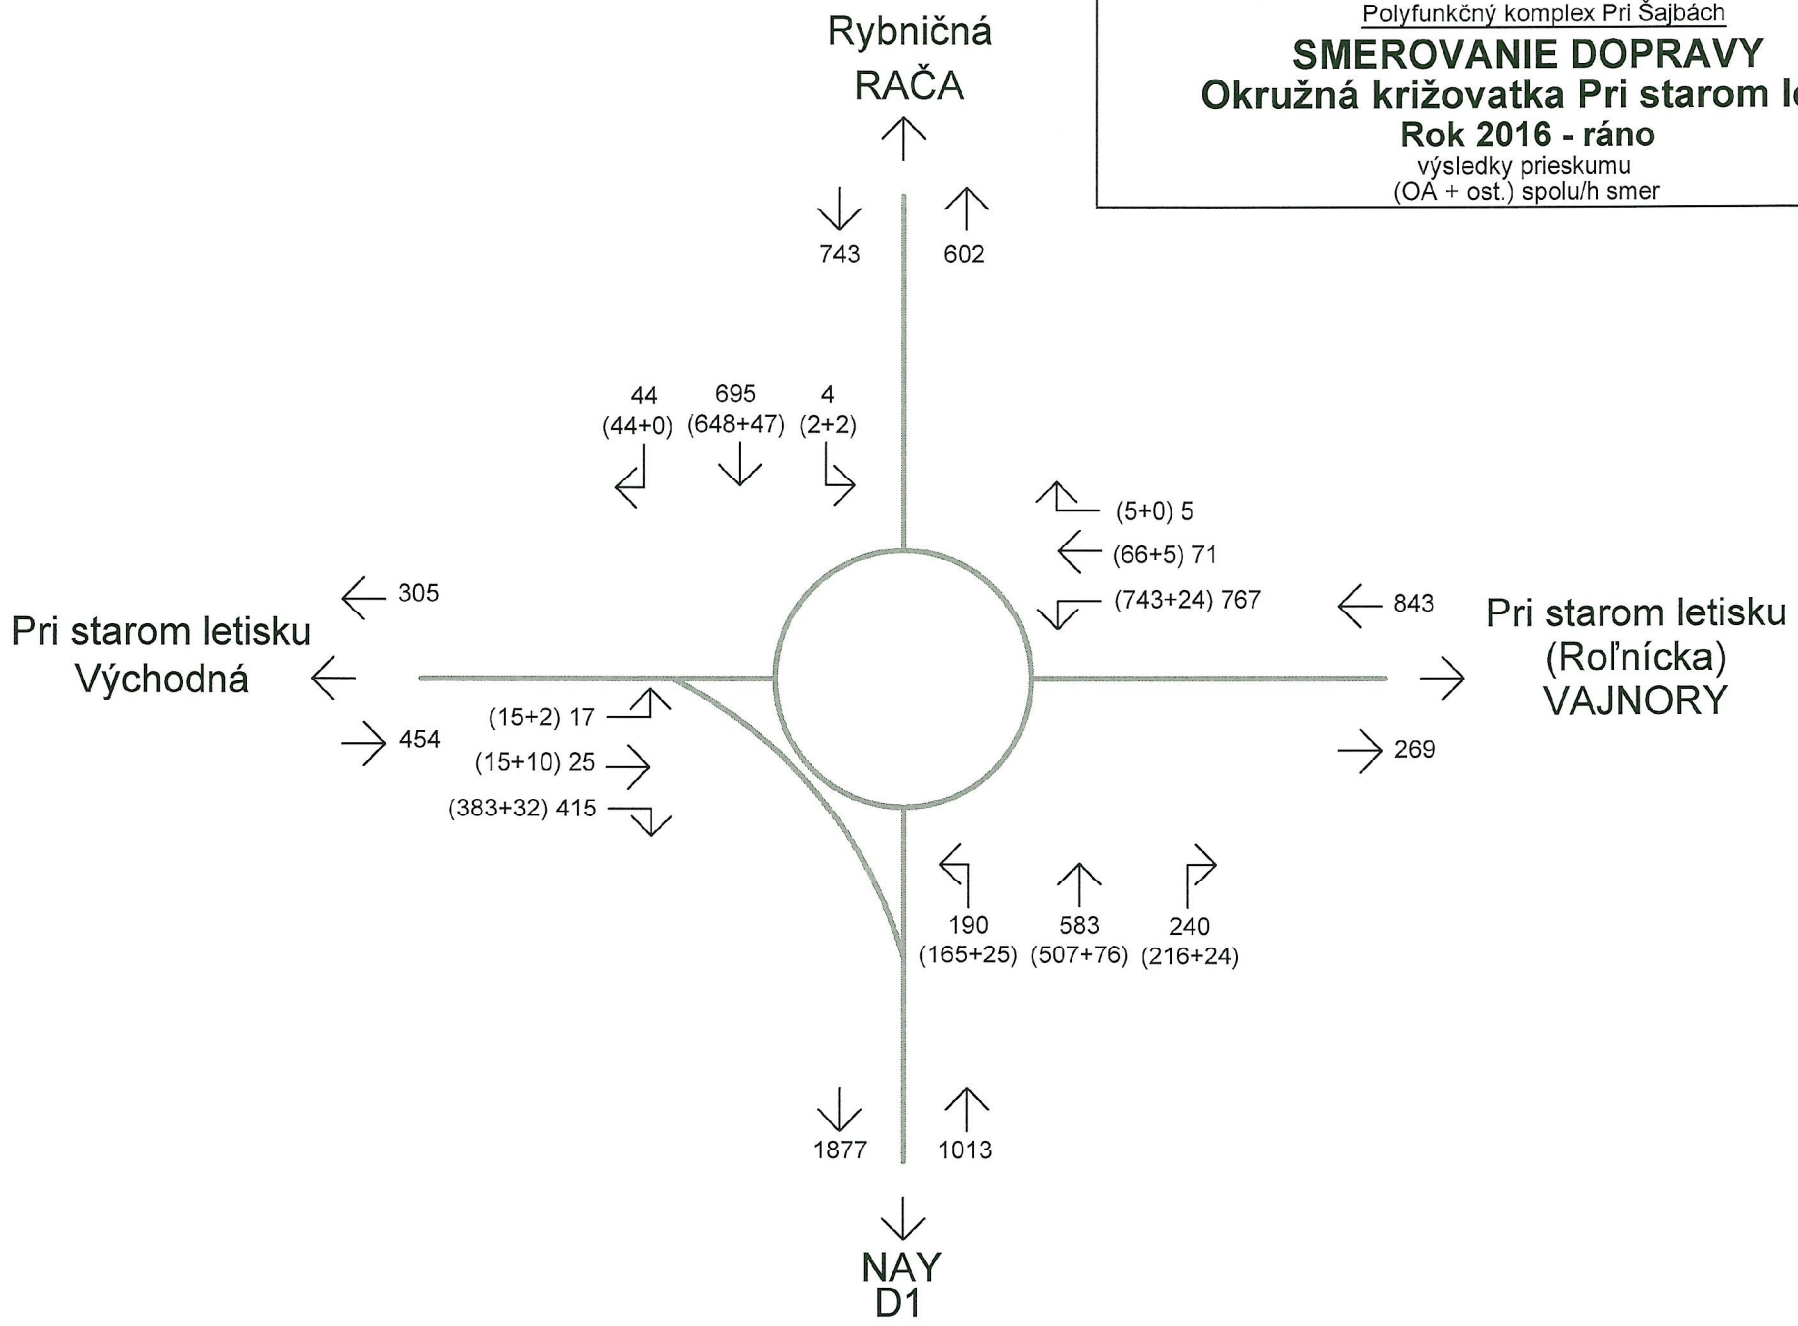 Polyfunkčný komplex Pri Šajbách
SMEROVANIE DOPRAVY
Okružná križovatka Pri starom
Rok 2016 - ráno
výsledky prieskumu
(OA + ost.) spolu/h smer
Rybničná
RAČA
743 602
44 695 4
(44+0) (648+47) (2+2)
(5+0) 5
(66+5) 71
(743+24) 767
305
843
Pri starom letisku
Východná
Pri starom letisku
(Roľnícka)
VAJNORY
454
269
(15+2) 17
(15+10) 25
(383+32) 415
190 583 240
(165+25) (507+76) (216+24)
1877 1013
NAY
D1